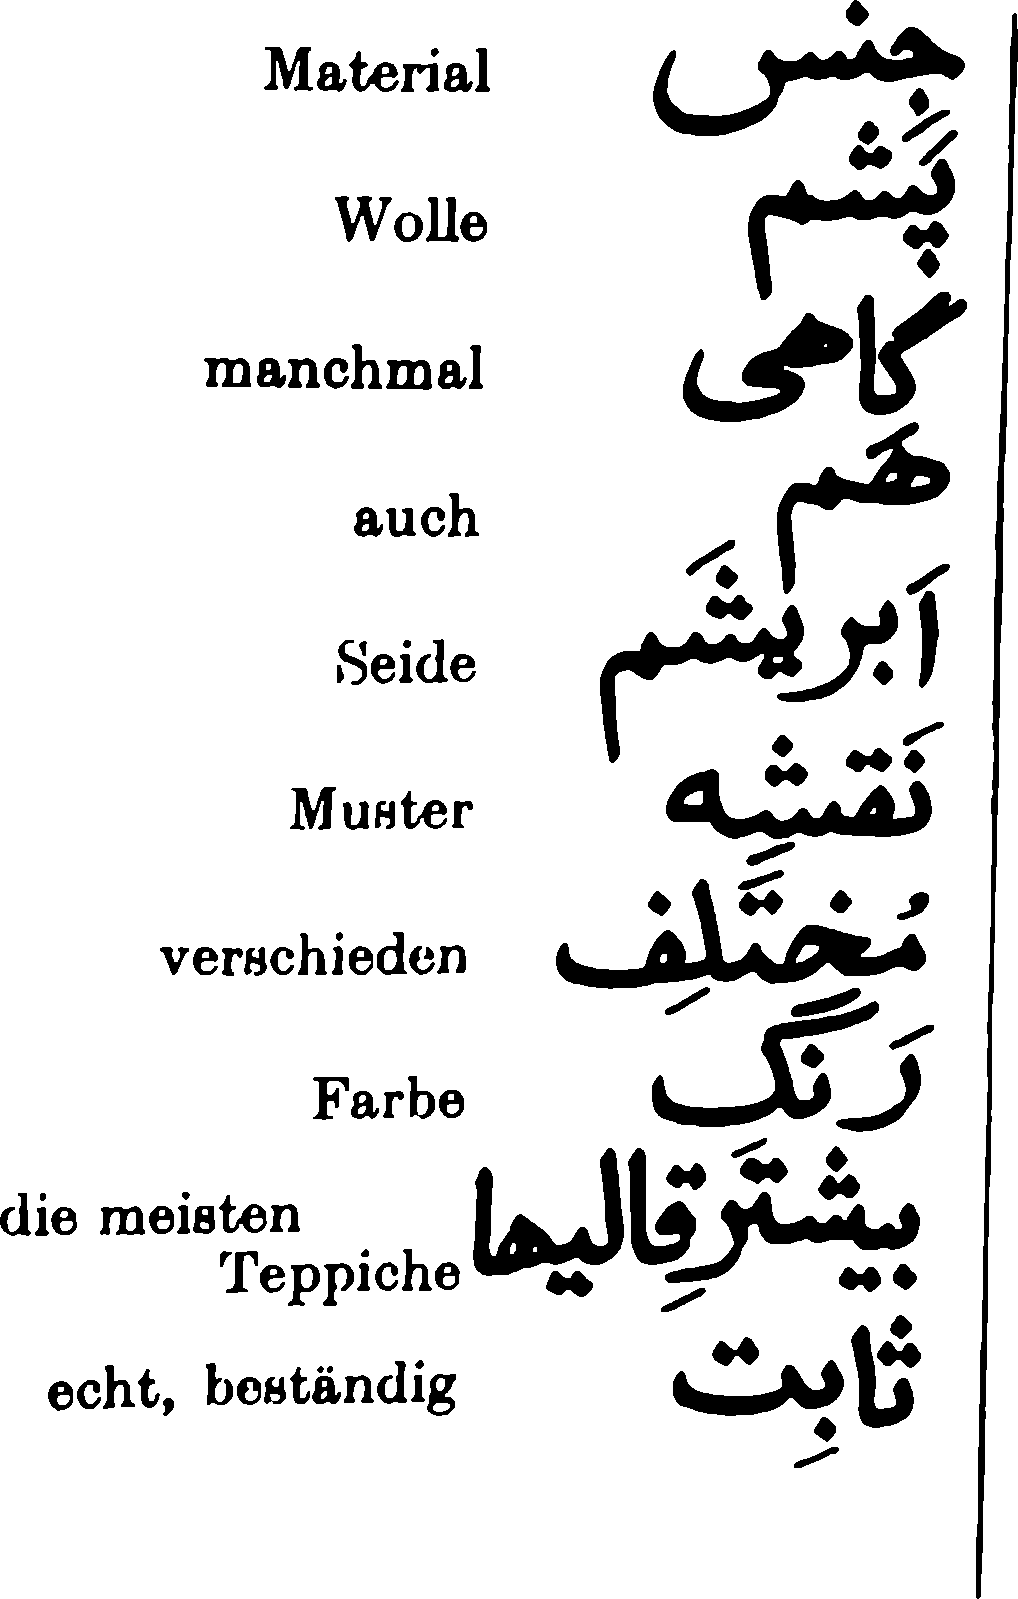 Material جِنس
Wolle پَشم
manchmal گاهی
auch هَم
Seide اَبریشَم
Muster نَقشِه
verschieden مُختَلِف
Farbe رَنگ
die meisten بیشتَرِ قالیها
Teppiche
echt, beständig ثابِت